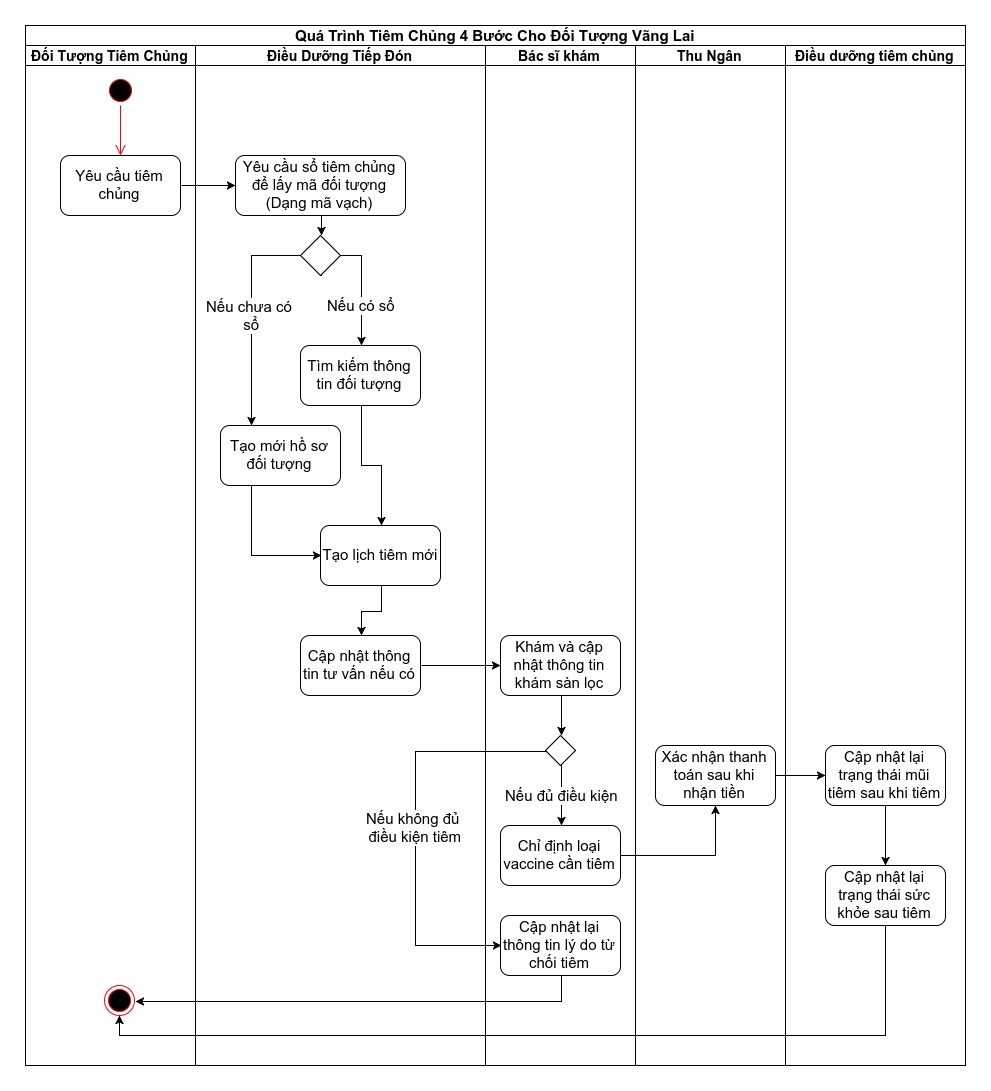 Quá Trình Tiêm Chủng 4 Bước Cho Đối Tượng Vãng Lai
Đối Tượng Tiêm Chủng
Điều Dưỡng Tiếp Đón
Bác sĩ khám
Thu Ngân
Điều dưỡng tiêm chủng
Yêu cầu tiêm
chủng
Yêu cầu sổ tiêm chủng
để lấy mã đối tượng
(Dạng mã vạch)
Nếu chưa có
sổ
Nếu có sổ
Tìm kiếm thông
tin đối tượng
Tạo mới hồ sơ
đối tượng
Tạo lịch tiêm mới
Cập nhật thông
tin tư vấn nếu có
Khám và cập
nhật thông tin
khám sàn lọc
Nếu không đủ
điều kiện tiêm
Nếu đủ điều kiện
Chỉ định loại
vaccine cần tiêm
Xác nhận thanh
toán sau khi
nhận tiền
Cập nhật lại
trạng thái mũi
tiêm sau khi tiêm
Cập nhật lại
trạng thái sức
khỏe sau tiêm
Cập nhật lại
thông tin lý do từ
chối tiêm